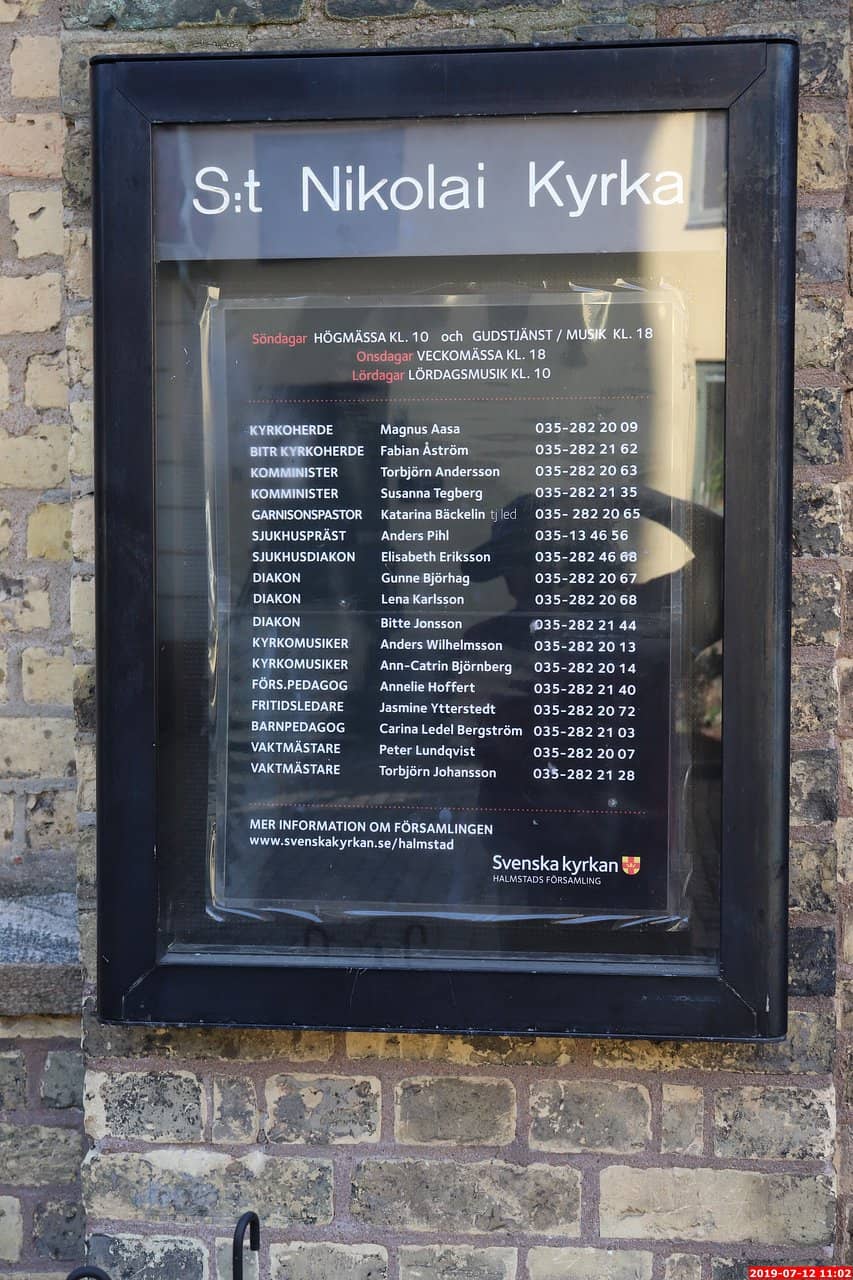 S:t Nikolai Kyrka
Söndagar HÖGMÄSSA KL. 10 och GUDSTJÄNST / MUSIK KL. 18
Onsdagar VECKOMÄSSA KL. 18
Lördagar LÖRDAGSMUSIK KL. 10
KYRKOHERDE Magnus Aasa 035-282 20 09
BITR KYRKOHERDE Fabian Åström 035-282 21 62
KOMMINISTER Torbjörn Andersson 035-282 20 63
KOMMINISTER Susanna Tegberg 035-282 21 35
GARNISONSPASTOR Katarina Bäckelin tj led 035- 282 20 65
SJUKHUSPRÄST Anders Pihl 035-13 46 56
SJUKHUSDIAKON Elisabeth Eriksson 035-282 46 68
DIAKON Gunne Björhag 035-282 20 67
DIAKON Lena Karlsson 035-282 20 68
DIAKON Bitte Jonsson 035-282 21 44
KYRKOMUSIKER Anders Wilhelmsson 035-282 20 13
KYRKOMUSIKER Ann-Catrin Björnberg 035-282 20 14
FÖRS.PEDAGOG Annelie Hoffert 035-282 21 40
FRITIDSLEDARE Jasmine Ytterstedt 035-282 20 72
BARNPEDAGOG Carina Ledel Bergström 035-282 21 03
VAKTMÄSTARE Peter Lundqvist 035-282 20 07
VAKTMÄSTARE Torbjörn Johansson 035-282 21 28
MER INFORMATION OM FÖRSAMLINGEN
www.svenskakyrkan.se/halmstad
Svenska kyrkan
HALMSTADS FÖRSAMLING
2019-07-12 11:02